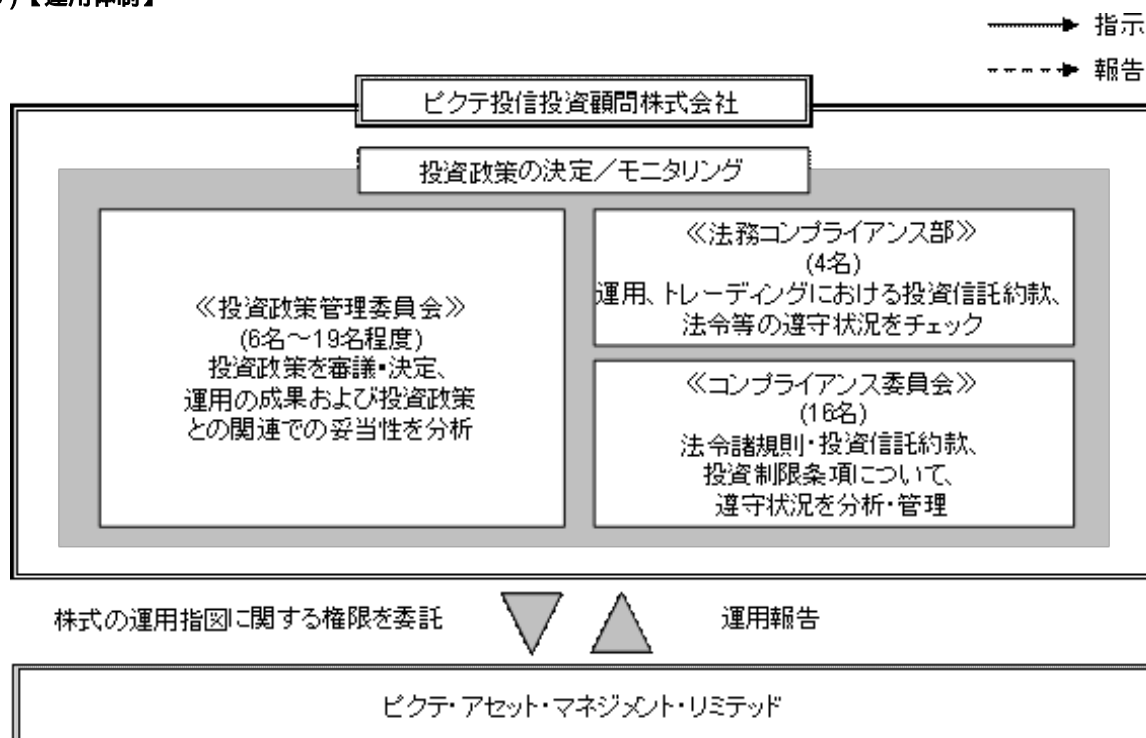 )【運用体制】
指示
報告
ピクテ投信投資顧問株式会社
投資政策の決定/モニタリング
≪投資政策管理委員会≫
(6名～19名程度)
投資政策を審議・決定、
運用の成果および投資政策
との関連での妥当性を分析
≪法務コンプライアンス部≫
(4名)
運用、トレーディングにおける投資信託約款、
法令等の遵守状況をチェック
≪コンプライアンス委員会≫
(16名)
法令諸規則・投資信託約款、
投資制限条項について、
遵守状況を分析・管理
株式の運用指図に関する権限を委託
運用報告
ピクテ・アセット・マネジメント・リミテッド